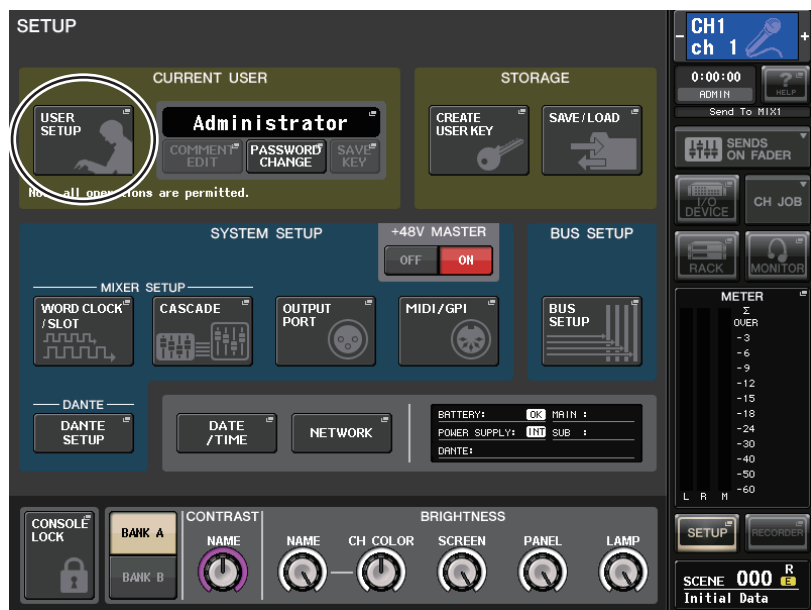 SETUP
CURRENT USER
USER
SETUP
Administrator
COMMENT
EDIT
PASSWORD
CHANGE
SAVE
KEY
all operations are permitted.
STORAGE
CREATE
USER KEY
SAVE/LOAD
SYSTEM SETUP
+48V MASTER
OFF
ON
BUS SETUP
MIXER SETUP
WORD CLOCK
/SLOT
CASCADE
OUTPUT
PORT
MIDI/GPI
BUS
SETUP
DANTE
DANTE
SETUP
DATE
/TIME
NETWORK
BATTERY: OK MAIN :
POWER SUPPLY: INT SUB :
DANTE:
CONSOLE
LOCK
BANK A
BANK B
CONTRAST
NAME
BRIGHTNESS
NAME
CH COLOR
SCREEN
PANEL
LAMP
- CH1 +
ch 1
0:00:00
ADMIN
?
HELP
Send To MIX1
SENDS
ON FADER
I/O
DEVICE
CH JOB
RACK
MONITOR
METER
Σ
OVER
-3
-6
-9
-12
-15
-18
-24
-30
-40
-50
-60
L R M
SETUP
RECORDER
SCENE 000 R
E
Initial Data